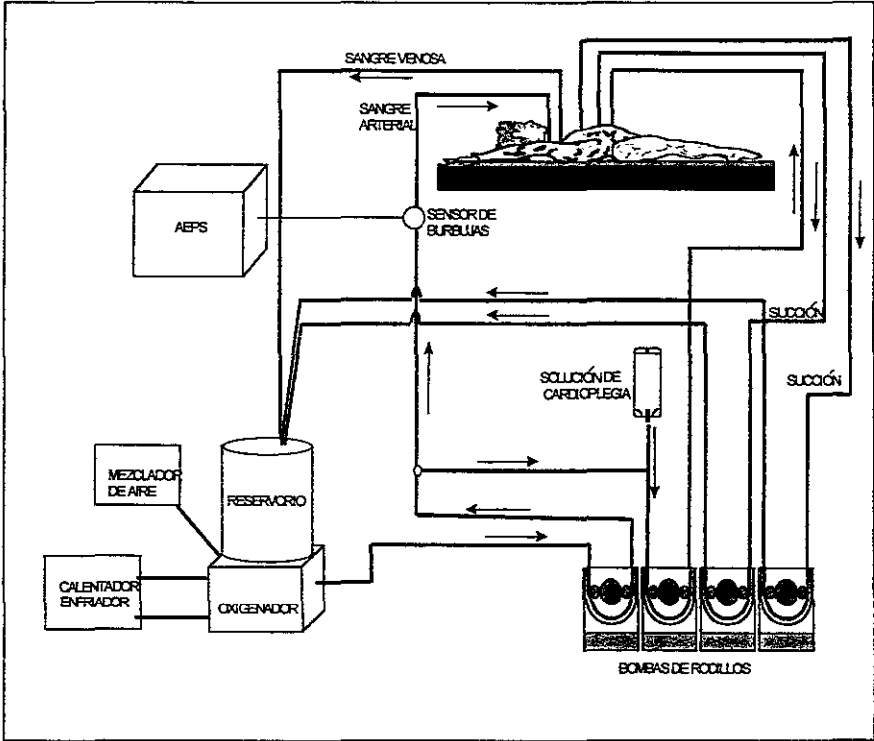 SANGRE VENOSA
SANGRE
ARTERIAL
AEPS
SENSOR DE
BURBUJAS
SUCCIÓN
SOLUCIÓN DE
CARDIOPLEGIA
SUCCIÓN
MEZCLADOR
DE AIRE
RESERVORIO
CALENTADOR
ENFRIADOR
OXIGENADOR
BOMBAS DE RODILLOS